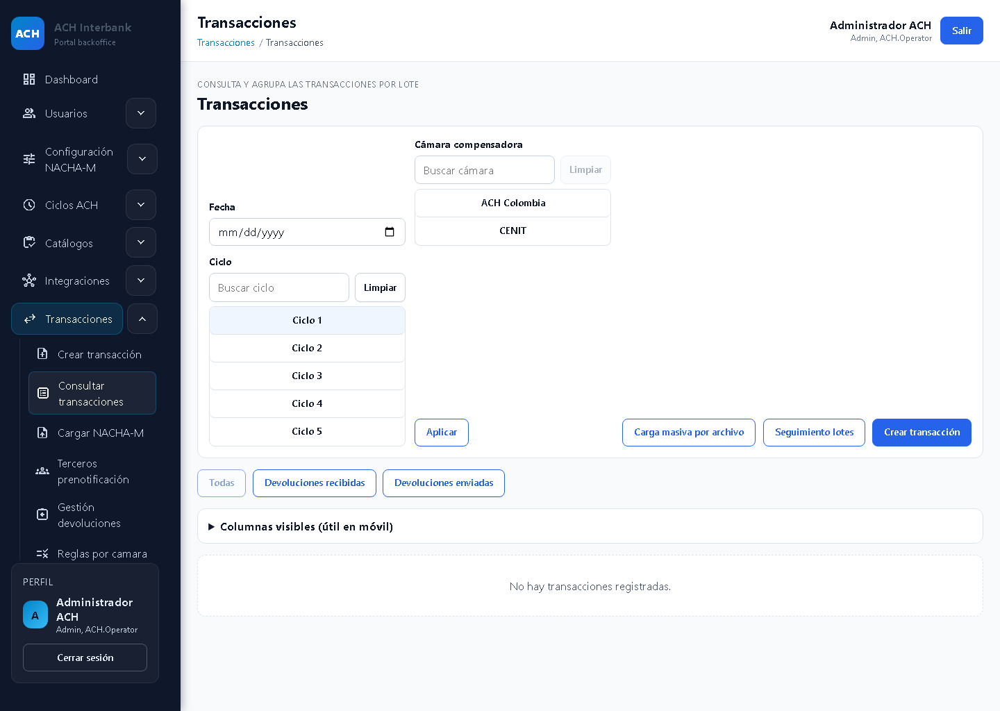 ACH
ACH Interbank
Portal backoffice
Dashboard
Usuarios
Configuración
NACHA-M
Ciclos ACH
Catálogos
Integraciones
Transacciones
Crear transacción
Consultar
transacciones
Cargar NACHA-M
Terceros
prenotificación
Gestión
devoluciones
Reglas por camara
PERFIL
A
Administrador
ACH
Admin, ACH.Operator
Cerrar sesión
Transacciones
Transacciones / Transacciones
Administrador ACH
Admin, ACH.Operator
Salir
CONSULTA Y AGRUPA LAS TRANSACCIONES POR LOTE
Transacciones
Fecha
mm/dd/yyyy
Cámara compensadora
Buscar cámara
Limpiar
ACH Colombia
CENIT
Ciclo
Buscar ciclo
Limpiar
Ciclo 1
Ciclo 2
Ciclo 3
Ciclo 4
Ciclo 5
Aplicar
Carga masiva por archivo
Seguimiento lotes
Crear transacción
Todas
Devoluciones recibidas
Devoluciones enviadas
Columnas visibles (útil en móvil)
No hay transacciones registradas.